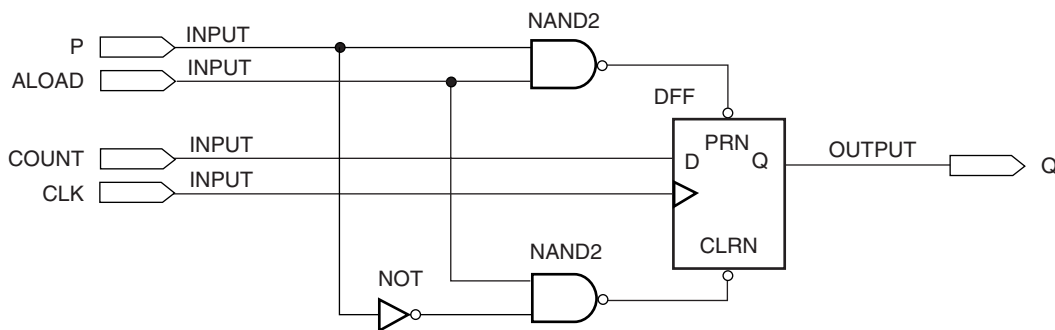 NAND2
P INPUT
ALOAD INPUT
DFF
COUNT INPUT
PRN
D Q OUTPUT Q
CLK INPUT
CLRN
NAND2
NOT